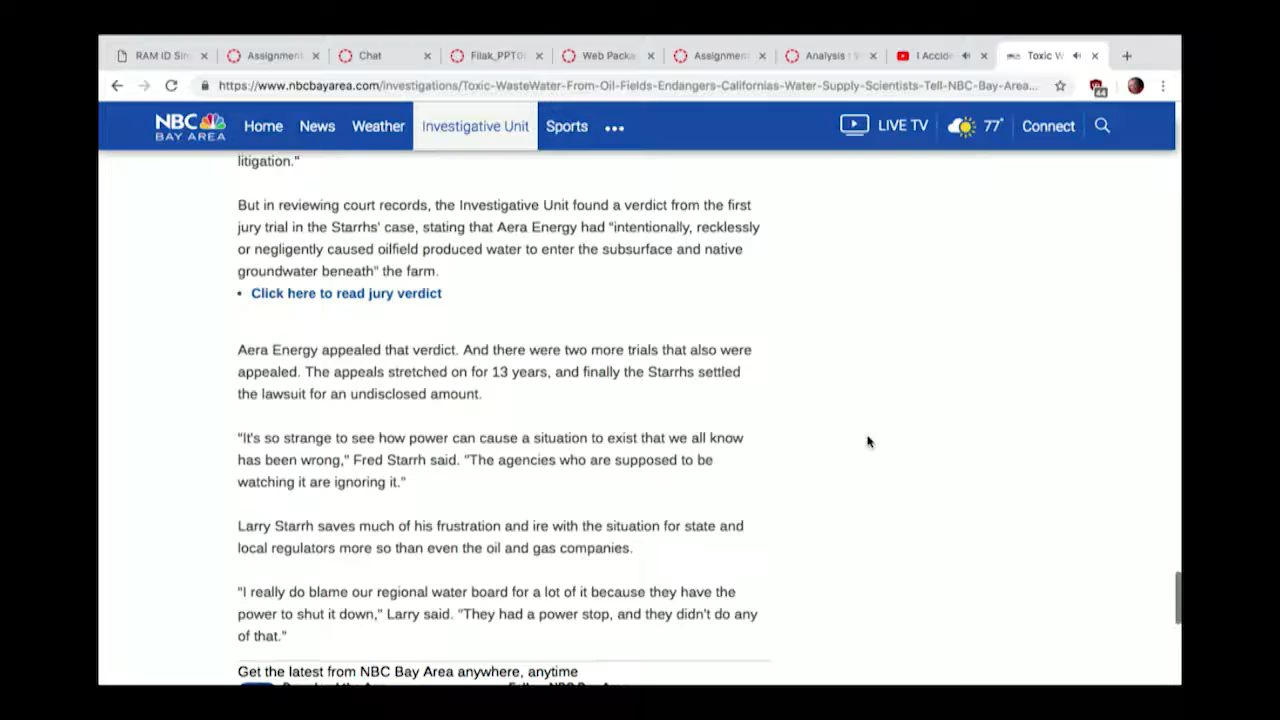 RAM ID Sin
Assignment
Chat
Filak_PPT0
Web Packa
Assignmen
Analysis
I Accid
Toxic W
https://www.nbcbayarea.com/investigations/Toxic-WasteWater-From-Oil-Fields-Endangers-Californias-Water-Supply-Scientists-Tell-NBC-Bay-Area...
44
NBC
BAY AREA
Home
News
Weather
Investigative Unit
Sports
•••
LIVE TV
77°
Connect
litigation."
But in reviewing court records, the Investigative Unit found a verdict from the first
jury trial in the Starrhs' case, stating that Aera Energy had "intentionally, recklessly
or negligently caused oilfield produced water to enter the subsurface and native
groundwater beneath" the farm.
• Click here to read jury verdict
Aera Energy appealed that verdict. And there were two more trials that also were
appealed. The appeals stretched on for 13 years, and finally the Starrhs settled
the lawsuit for an undisclosed amount.
"It's so strange to see how power can cause a situation to exist that we all know
has been wrong," Fred Starrh said. "The agencies who are supposed to be
watching it are ignoring it."
Larry Starrh saves much of his frustration and ire with the situation for state and
local regulators more so than even the oil and gas companies.
"I really do blame our regional water board for a lot of it because they have the
power to shut it down," Larry said. "They had a power stop, and they didn't do any
of that."
Get the latest from NBC Bay Area anywhere, anytime